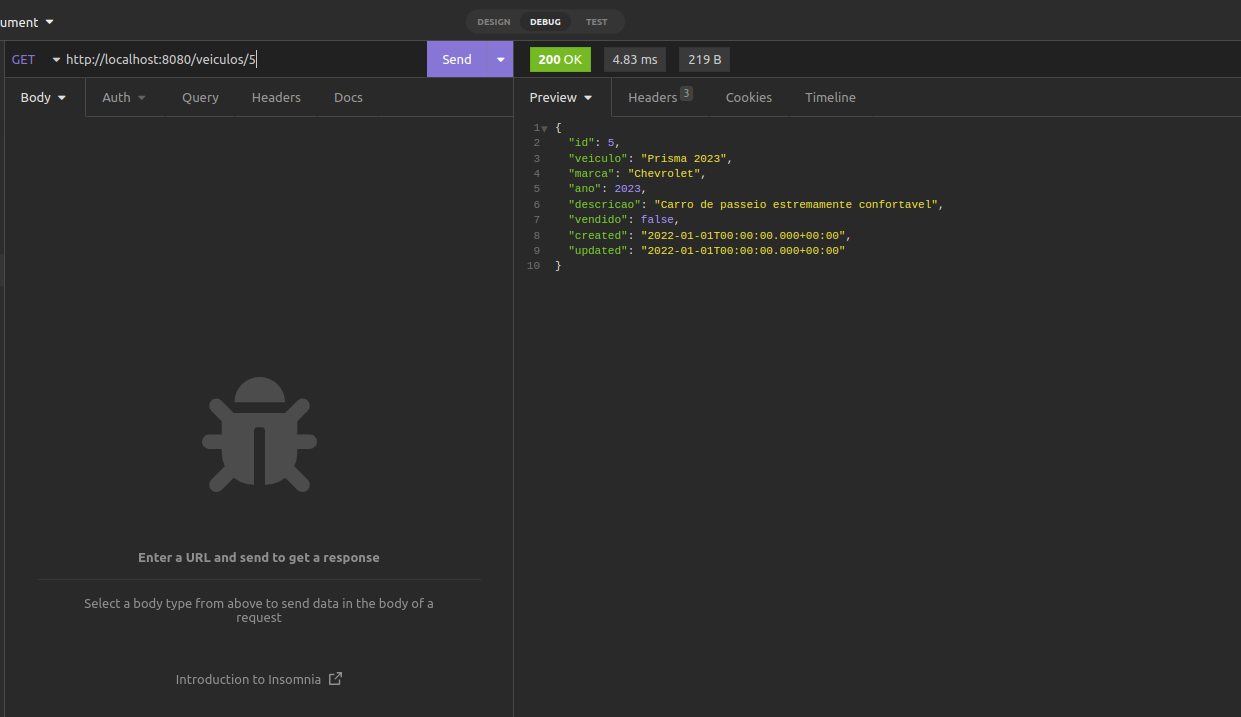 ument
DESIGN DEBUG TEST
GET http://localhost:8080/veiculos/5 Send 200 OK 4.83 ms 219 B
Body Auth Query Headers Docs
Preview Headers 3 Cookies Timeline
1 {
2 "id": 5,
3 "veiculo": "Prisma 2023",
4 "marca": "Chevrolet",
5 "ano": 2023,
6 "descricao": "Carro de passeio estremamente confortavel",
7 "vendido": false,
8 "created": "2022-01-01T00:00:00.000+00:00",
9 "updated": "2022-01-01T00:00:00.000+00:00"
10 }
Enter a URL and send to get a response
Select a body type from above to send data in the body of a
request
Introduction to Insomnia